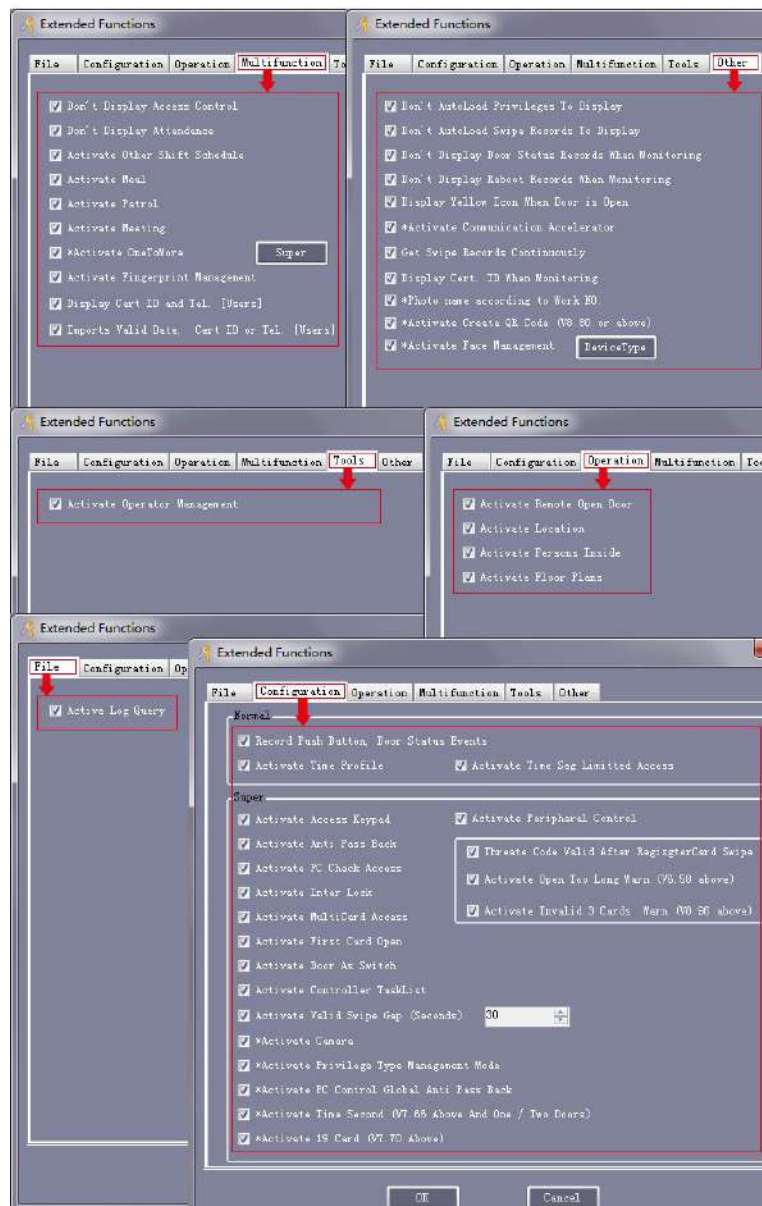 Extended Functions
File Configuration Operation Multifunction To
Don't Display Access Control
Don't Display Attendance
Activate Other Shift Schedule
Activate Meal
Activate Patrol
Activate Meeting
*Activate OneToMore Super
Activate Fingerprint Management
Display Cert ID and Tel. [Users]
Imports Valid Date, Cert ID or Tel. [Users]
Extended Functions
File Configuration Operation Multifunction Tools Other
Don't AutoLoad Privileges To Display
Don't AutoLoad Swipe Records To Display
Don't Display Door Status Records When Monitoring
Don't Display Reboot Records When Monitoring
Display Yellow Icon When Door is Open
*Activate Communication Accelerator
Get Swipe Records Continuously
Display Cert. ID When Monitoring
*Photo name according to Work NO.
*Activate Create QR Code (V8.80 or above)
*Activate Face Management DeviceType
Extended Functions
File Configuration Operation Multifunction Tools Other
Activate Operator Management
Extended Functions
File Configuration Operation Multifunction Too
Activate Remote Open Door
Activate Location
Activate Persons Inside
Activate Floor Plans
Extended Functions
File Configuration Op
Active Log Query
Extended Functions
File Configuration Operation Multifunction Tools Other
Normal
Record Push Button, Door Status Events
Activate Time Profile Activate Time Seg Limitted Access
Super
Activate Access Keypad Activate Peripheral Control
Activate Anti Pass Back Threate Code Valid After RegisgterCard Swipe
Activate PC Check Access Activate Open Too Long Warn (V5.58 above)
Activate Inter Lock
Activate MultiCard Access Activate Invalid 3 Cards Warn (V8.96 above)
Activate First Card Open
Activate Door As Switch
Activate Controller TaskList
Activate Valid Swipe Gap (Seconds) 30
*Activate Camera
*Activate Privilege Type Management Mode
*Activate PC Control Global Anti Pass Back
*Activate Time Second (V7.65 Above And One / Two Doors)
*Activate 19 Card (V7.70 Above)
OK Cancel